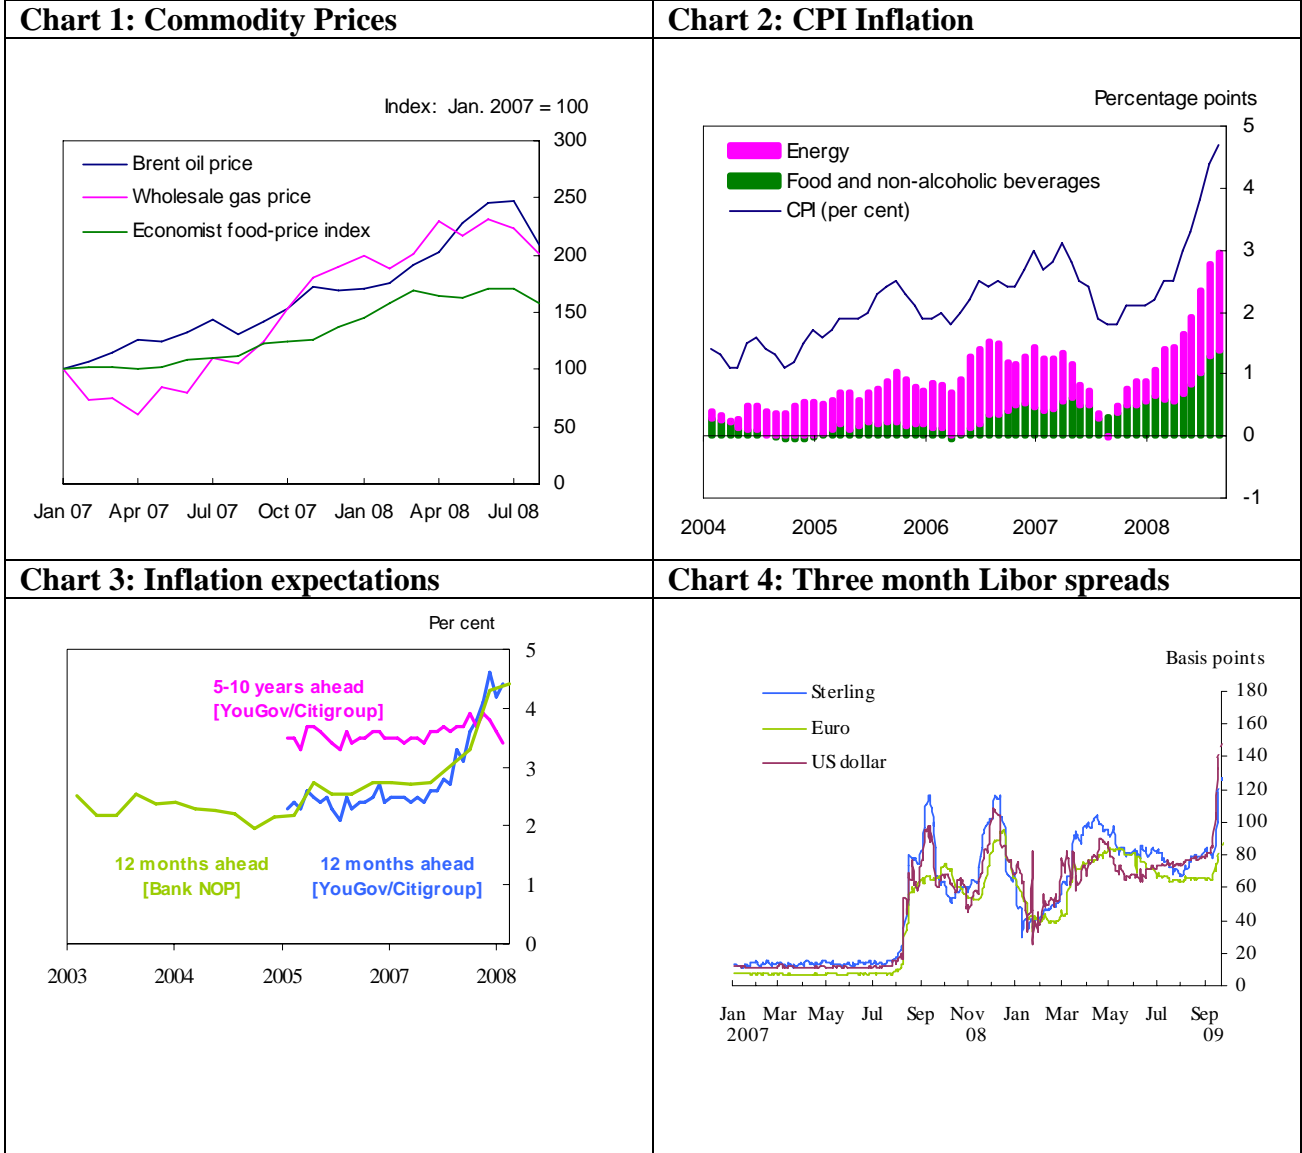 Chart 1: Commodity Prices
Index: Jan. 2007 = 100
300
Brent oil price
Wholesale gas price
Economist food-price index
250
200
150
100
50
0
Jan 07 Apr 07 Jul 07 Oct 07 Jan 08 Apr 08 Jul 08
Chart 2: CPI Inflation
Percentage points
5
Energy
Food and non-alcoholic beverages
CPI (per cent)
4
3
2
1
0
-1
2004 2005 2006 2007 2008
Chart 3: Inflation expectations
Per cent
5
5-10 years ahead
[YouGov/Citigroup]
4
3
2
12 months ahead
[Bank NOP]
12 months ahead
[YouGov/Citigroup]
1
0
2003 2004 2005 2007 2008
Chart 4: Three month Libor spreads
Basis points
Sterling
Euro
US dollar
180
160
140
120
100
80
60
40
20
0
Jan Mar May Jul Sep Nov Jan Mar May Jul Sep
2007 08 09